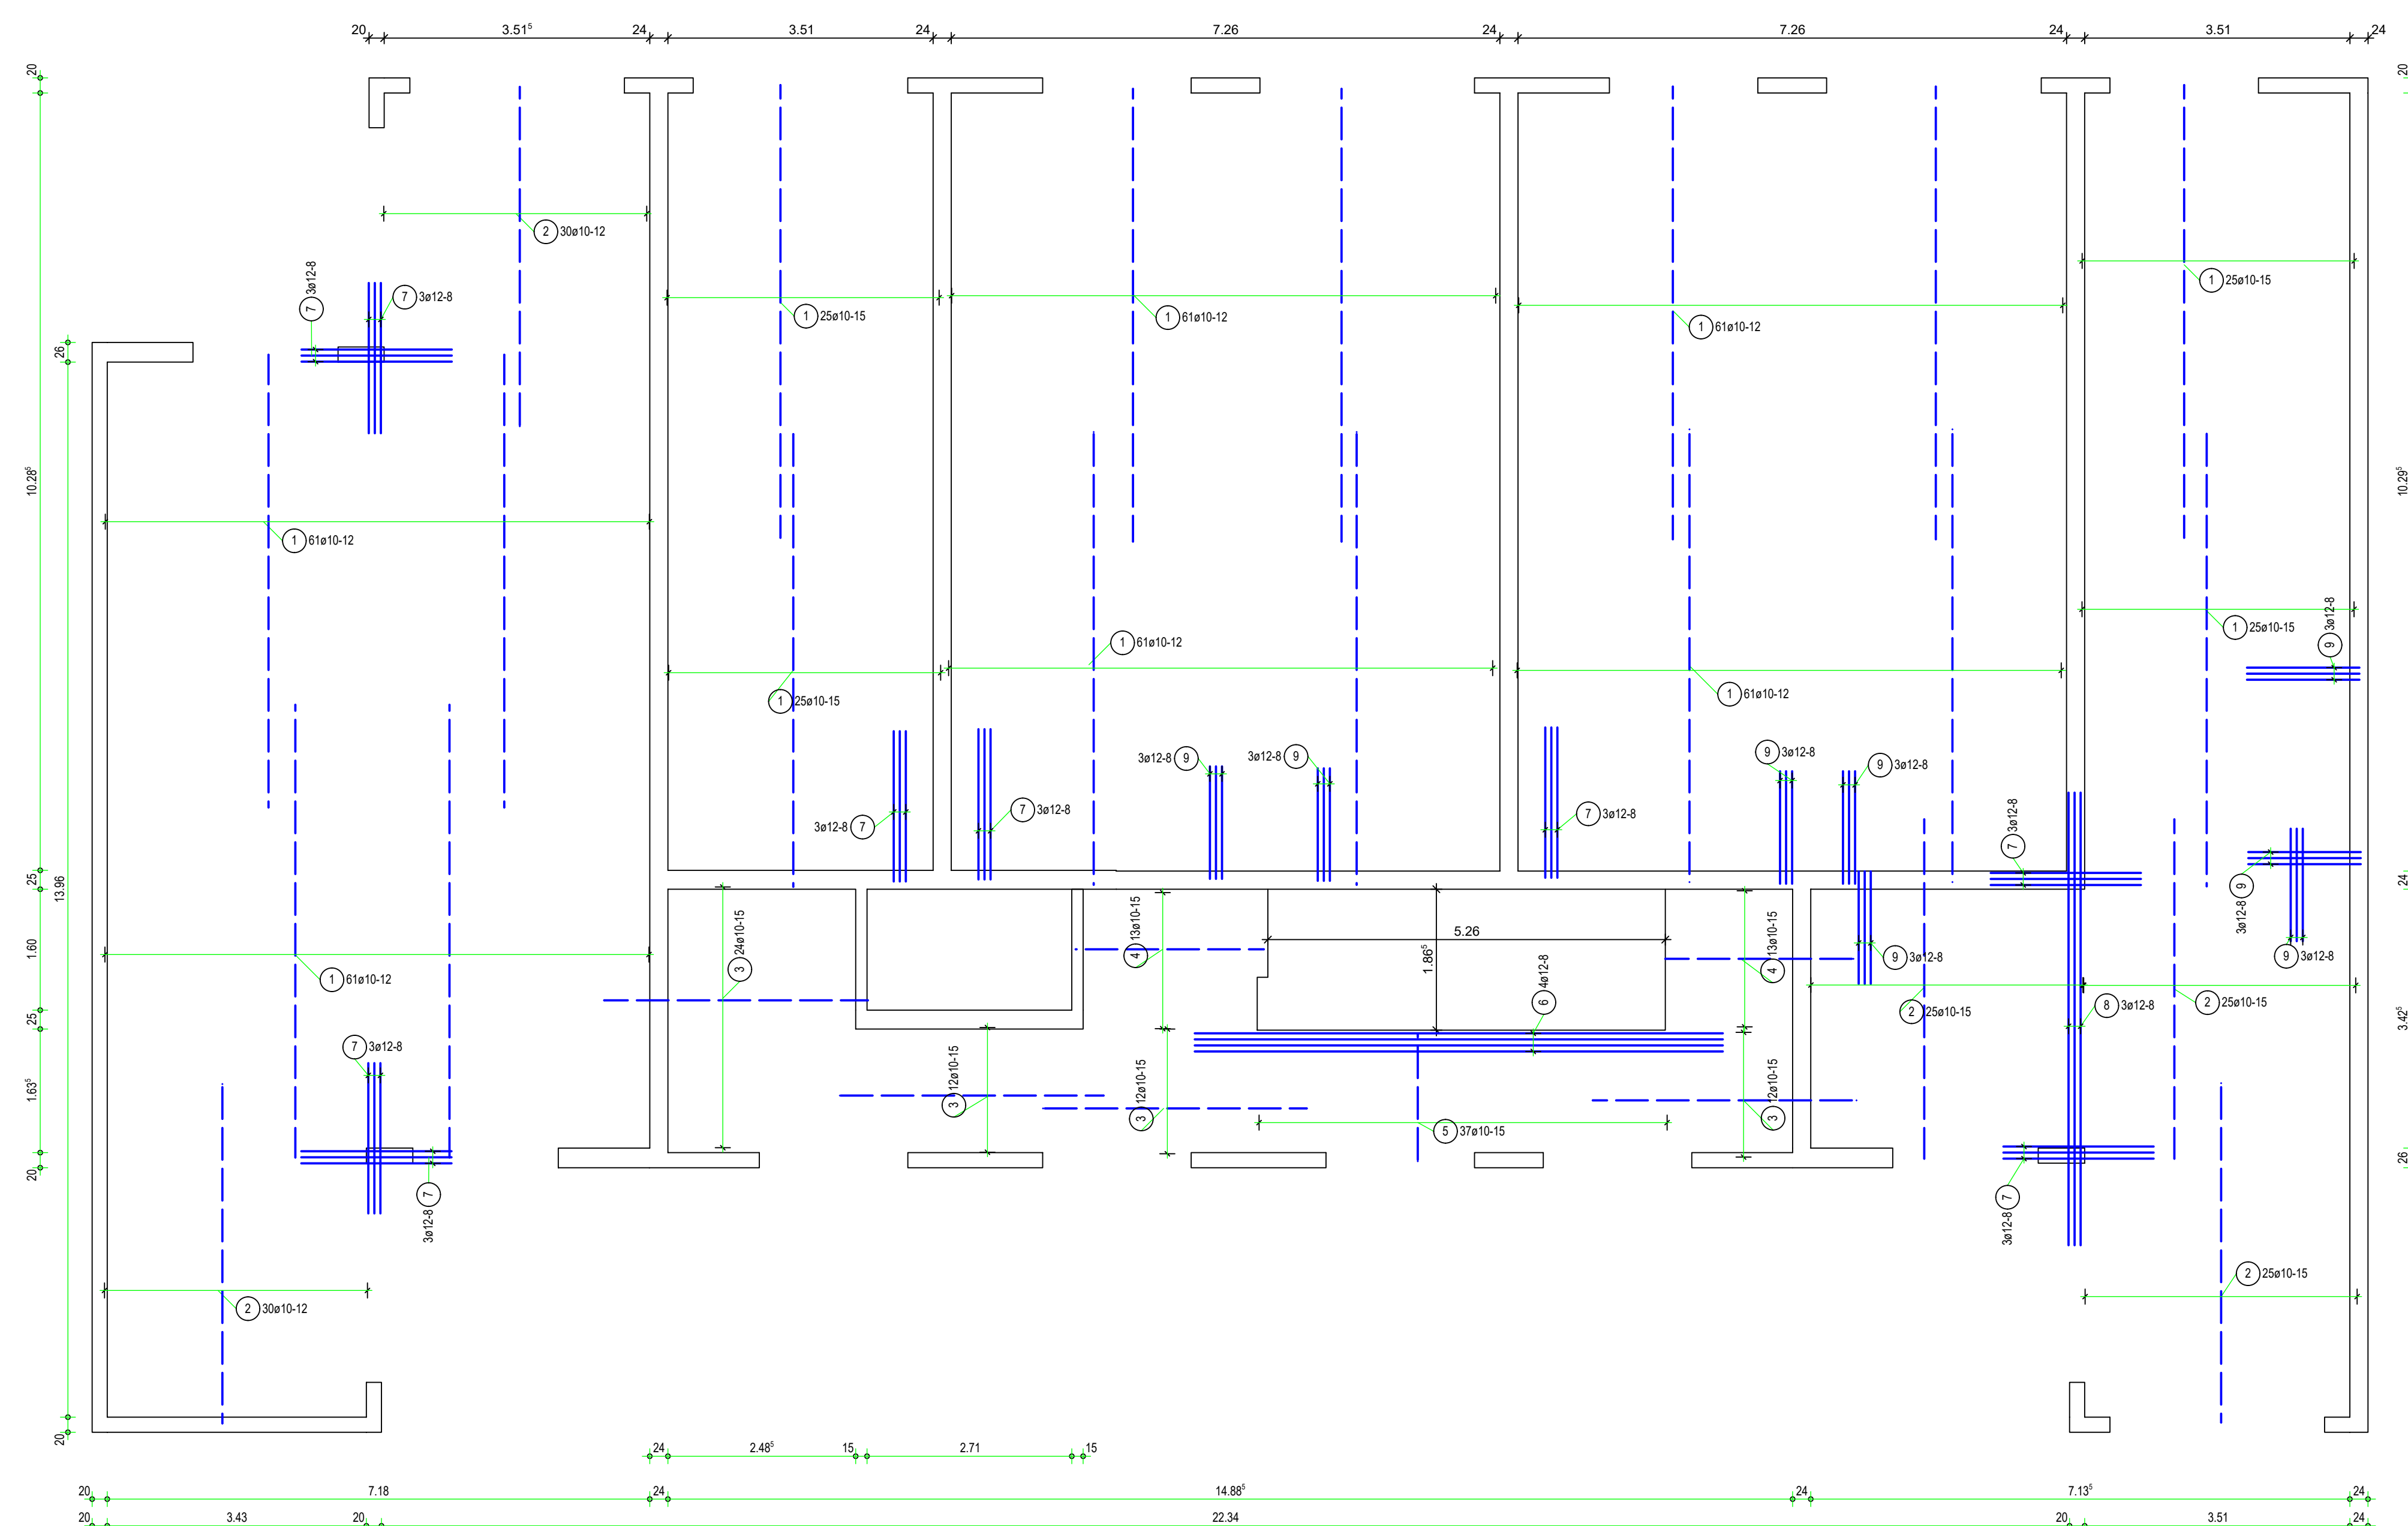 20 3.51⁵ 24 3.51 24 7.26 24 7.26 24 3.51 24
20
20
2 30ø10-12
1 25ø10-15
7 3ø12-8
7 3ø12-8
1 25ø10-15
1 61ø10-12
1 61ø10-12
26
10.28⁵
10.29⁵
1 61ø10-12
1 25ø10-15
9 3ø12-8
1 61ø10-12
1 25ø10-15
1 61ø10-12
3ø12-8 9
3ø12-8 9
9 3ø12-8
9 3ø12-8
3ø12-8 7
7 3ø12-8
7 3ø12-8
7 3ø12-8
25
13.96
24
9 3ø12-8
1.60
3 24ø10-15
4 13ø10-15
5.26
1.86⁵
4 13ø10-15
9 3ø12-8
9 3ø12-8
1 61ø10-12
6 4ø12-8
2 25ø10-15
8 3ø12-8
2 25ø10-15
25
3.42⁵
7 3ø12-8
1.63⁵
3 12ø10-15
3 12ø10-15
5 37ø10-15
3 12ø10-15
20
26
7 3ø12-8
7 3ø12-8
2 25ø10-15
2 30ø10-12
20
24 2.48⁵ 15 2.71 15
20 7.18 24 14.88⁵ 24 7.13⁵ 24
20 3.43 20 22.34 20 3.51 24